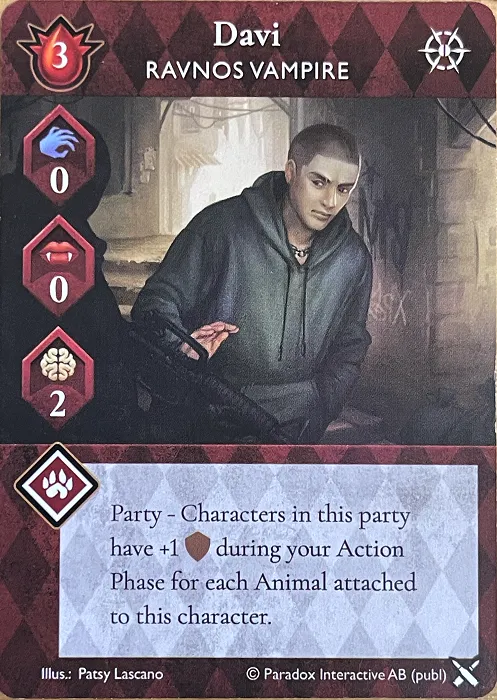 3
Davi
RAVNOS VAMPIRE
0
0
2
Party - Characters in this party
have +1 during your Action
Phase for each Animal attached
to this character.
Illus.: Patsy Lascano
© Paradox Interactive AB (publ)